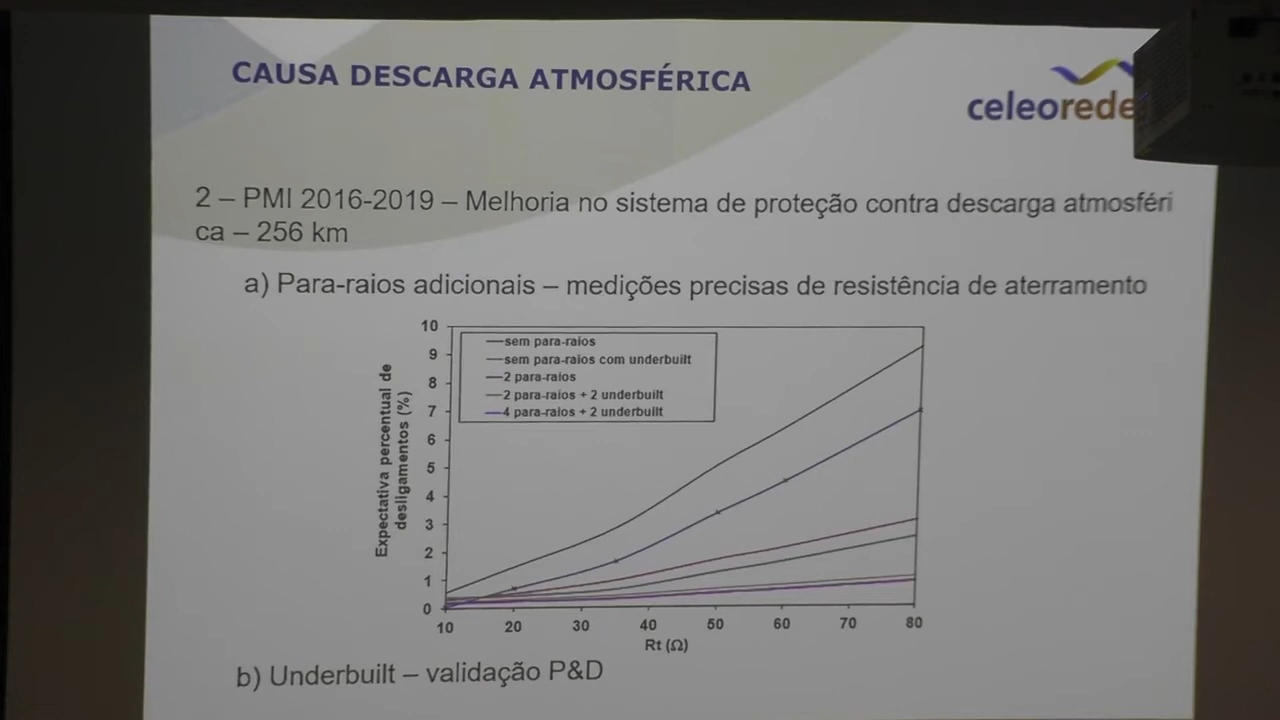 CAUSA DESCARGA ATMOSFÉRICA
celeorede
2 – PMI 2016-2019 – Melhoria no sistema de proteção contra descarga atmosféri
ca – 256 km
a) Para-raios adicionais – medições precisas de resistência de aterramento
10
9
8
7
6
5
4
3
2
1
0
Expectativa percentual de
desligamentos (%)
sem para-raios
sem para-raios com underbuilt
2 para-raios
2 para-raios + 2 underbuilt
4 para-raios + 2 underbuilt
10 20 30 40 50 60 70 80
Rt (Ω)
b) Underbuilt – validação P&D